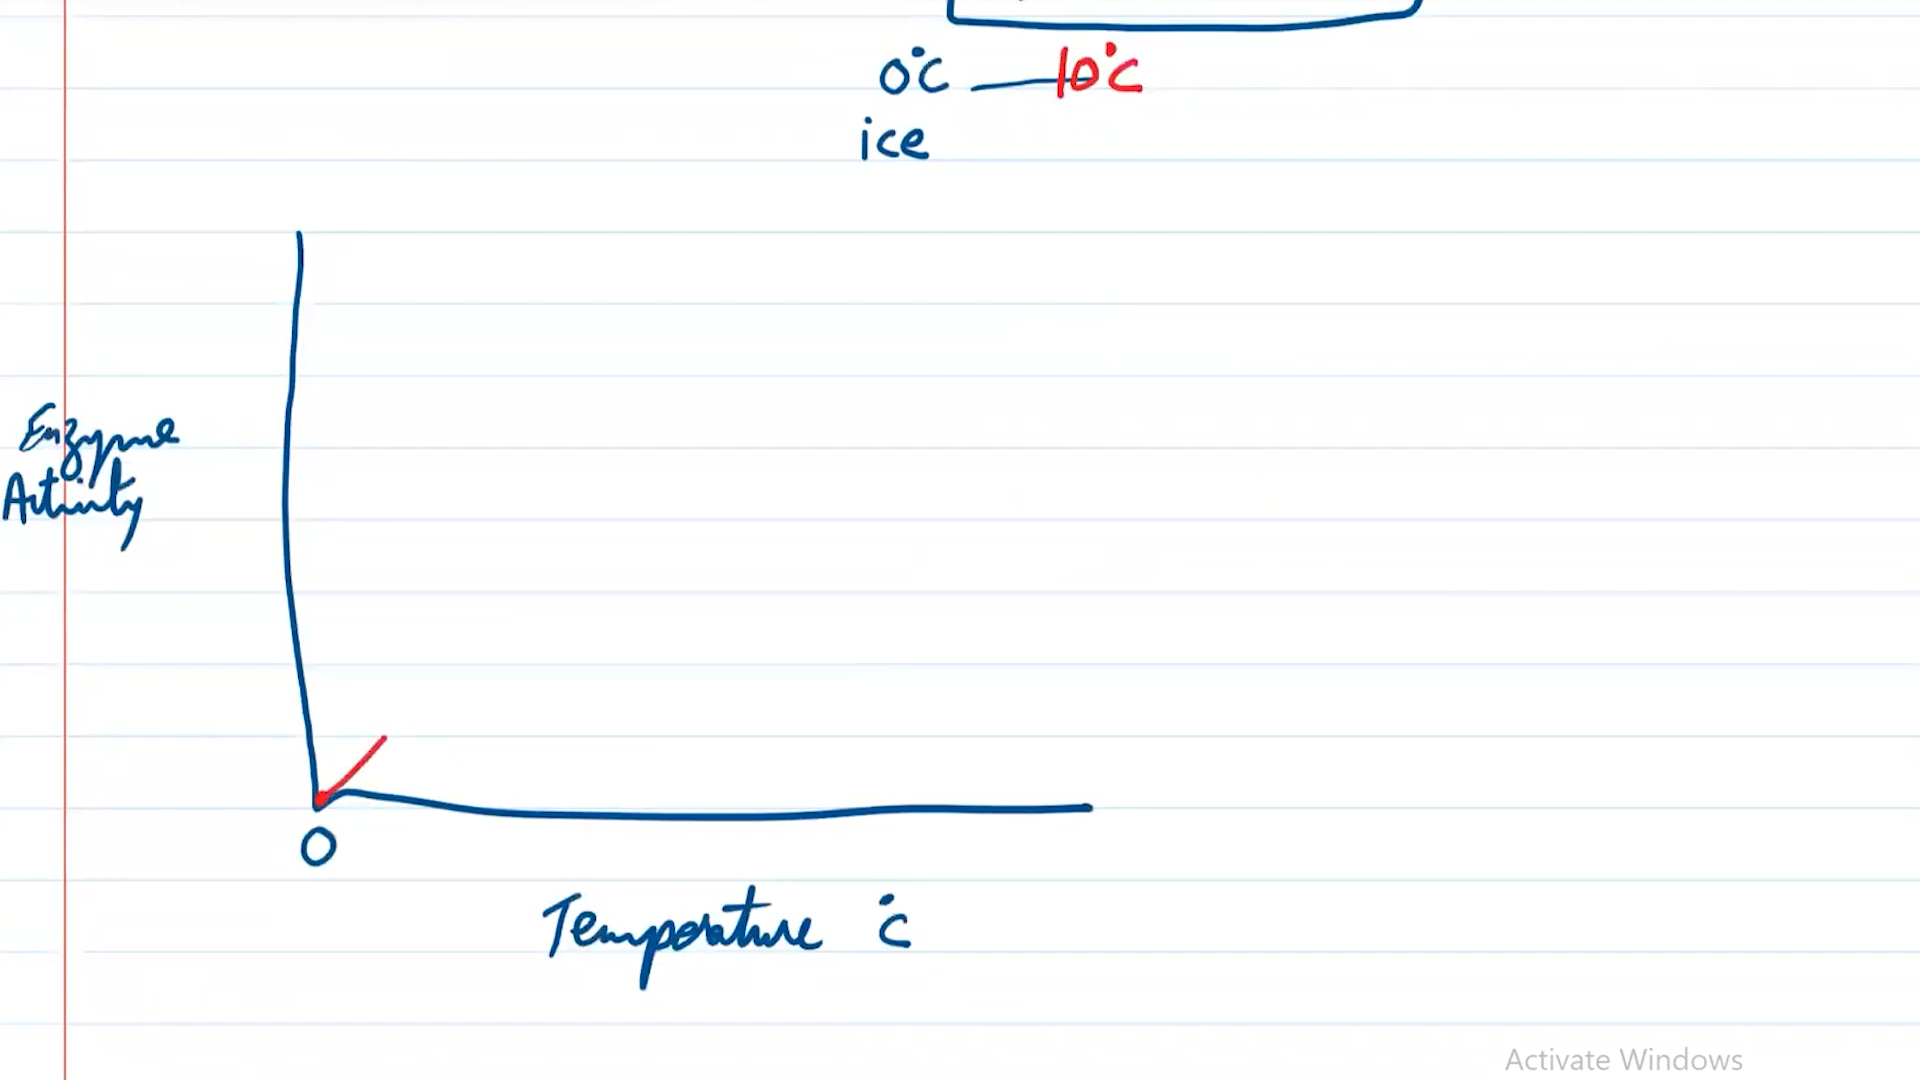 0°C — 10°C
ice
Enzyme
Activity
0
Temperature °C
Activate Windows